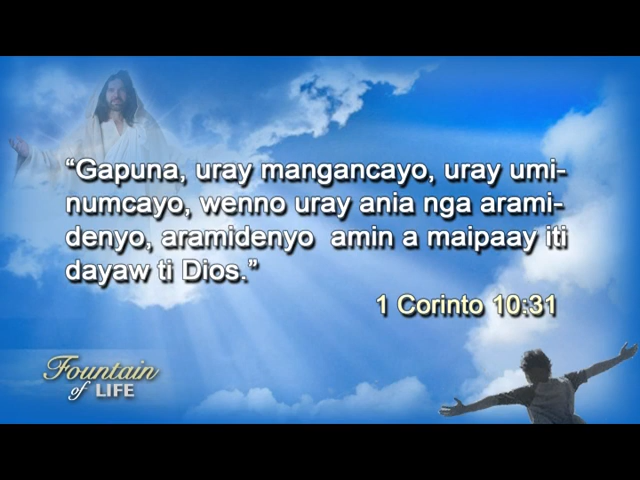 “Gapuna, uray mangancayo, uray umi-
numcayo, wenno uray ania nga arami-
denyo, aramidenyo amin a maipaay iti
dayaw ti Dios.”
1 Corinto 10:31
Fountain
of LIFE